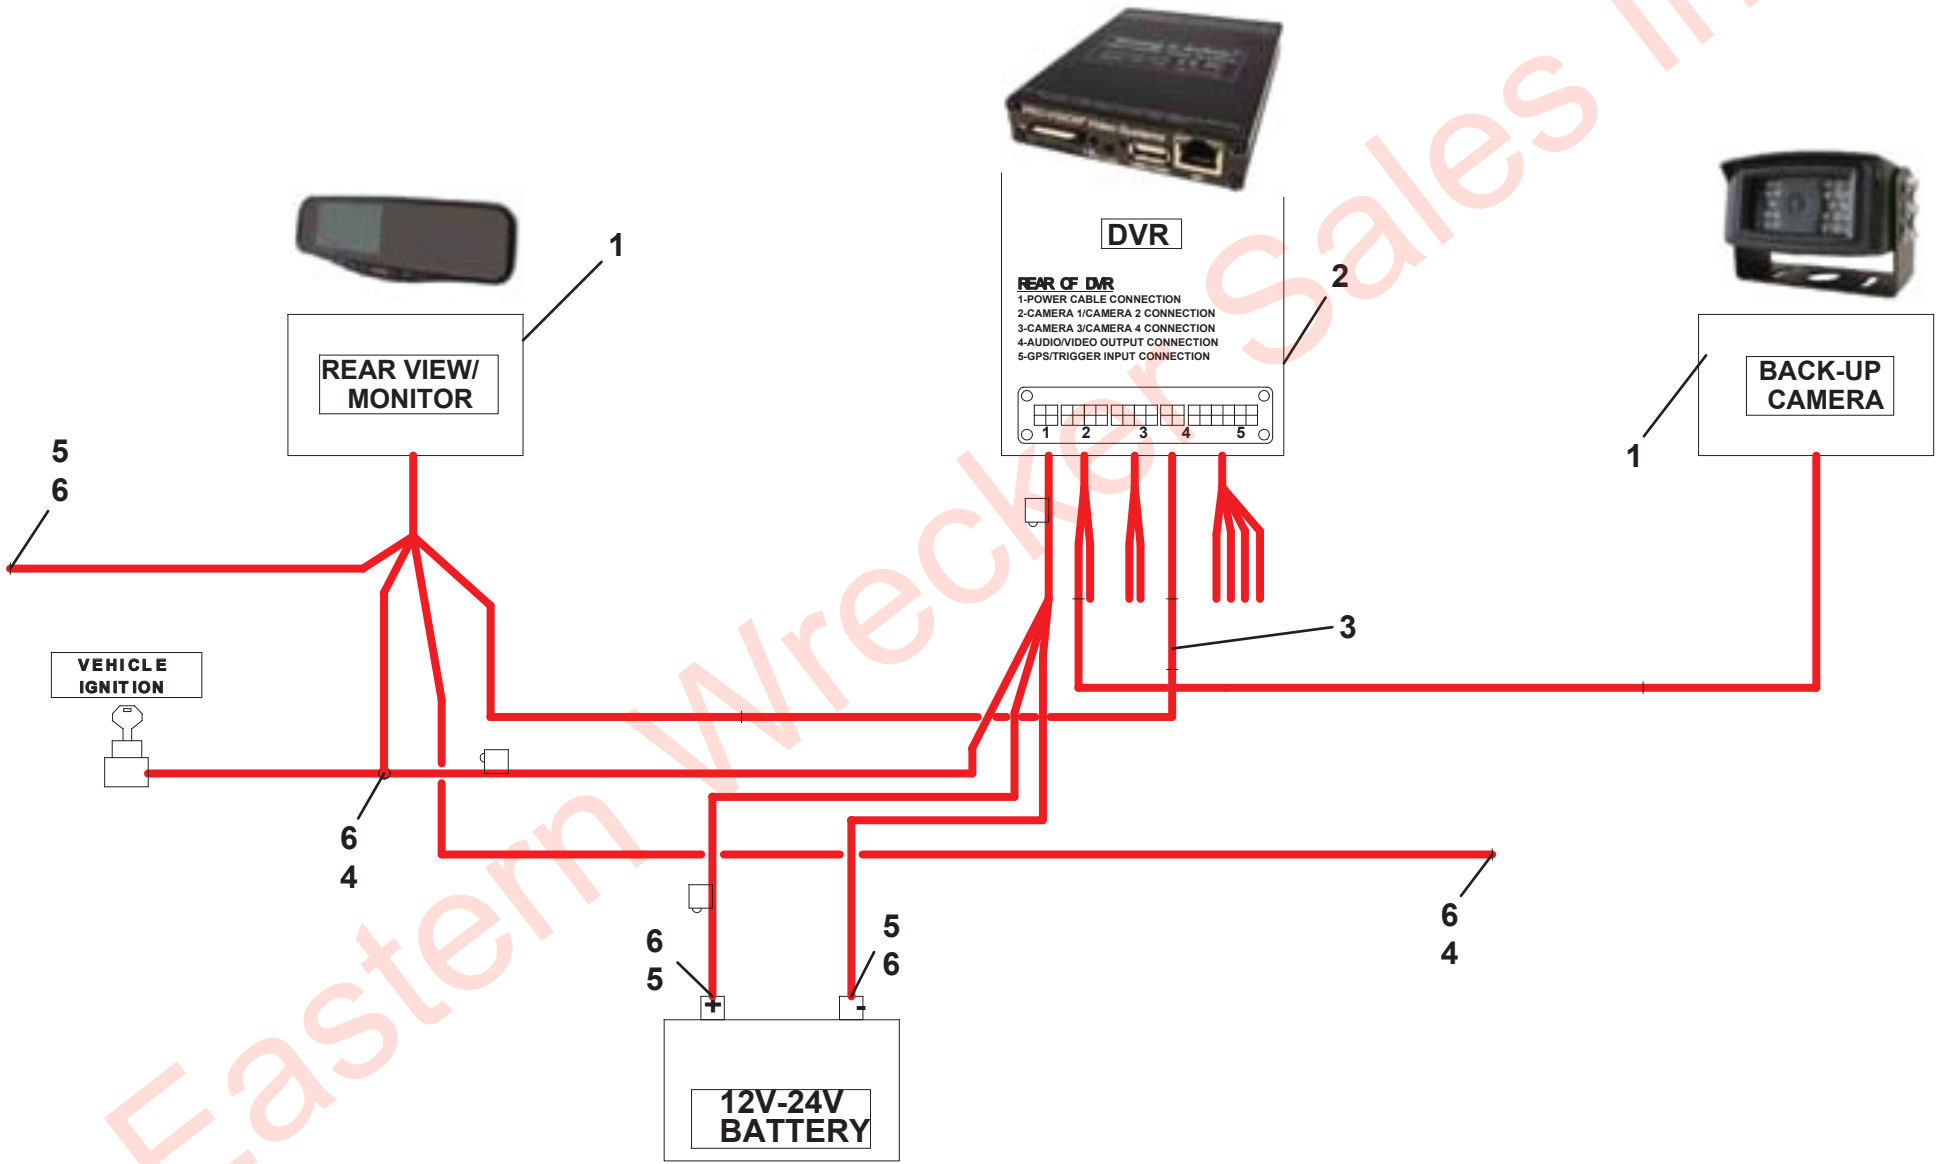 DVR
REAR OF DVR
1-POWER CABLE CONNECTION
2-CAMERA 1/CAMERA 2 CONNECTION
3-CAMERA 3/CAMERA 4 CONNECTION
4-AUDIO/VIDEO OUTPUT CONNECTION
5-GPS/TRIGGER INPUT CONNECTION
1 2 3 4 5
1
2
REAR VIEW/
MONITOR
BACK-UP
CAMERA
1
5
6
3
VEHICLE
IGNITION
6
4
6
4
6
5
5
6
+
-
12V-24V
BATTERY
Eastern Wrecker Sales In